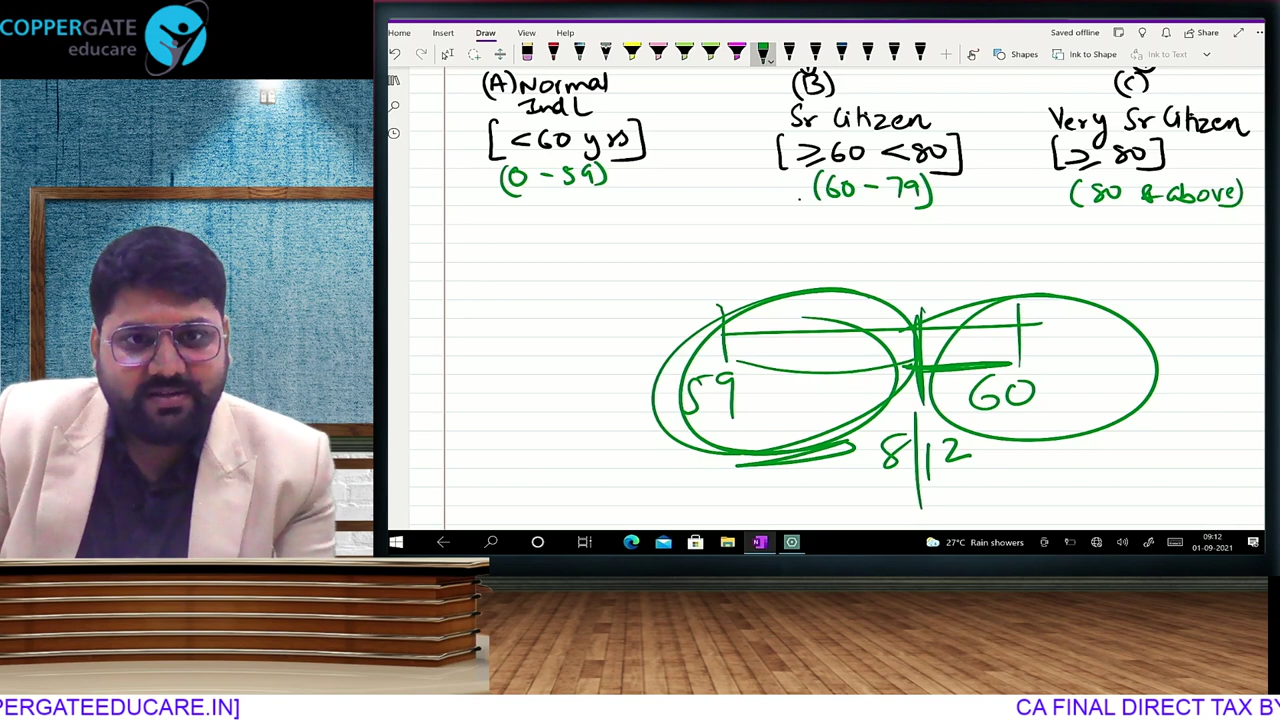 COPPERGATE
educare
Home Insert Draw View Help
Saved offline
Share
Shapes
Ink to Shape
Ink to Text
(A) Normal
Indl
[<60 yrs]
(0 - 59)
(B)
Sr Citizen
[≥60 <80]
(60 - 79)
(C)
Very Sr Citizen
[≥ 80]
(80 & above)
59
60
8/12
27°C Rain showers
09:12
01-09-2021
PERGATEEDUCARE.IN]
CA FINAL DIRECT TAX BY